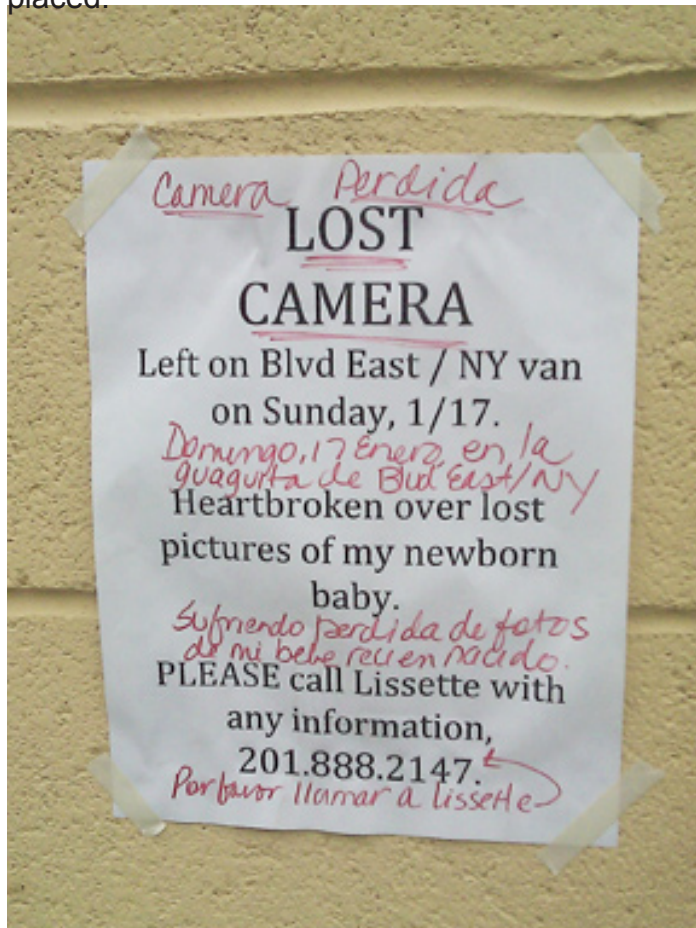 placed.
Camera Perdida
LOST
CAMERA
Left on Blvd East / NY van
on Sunday, 1/17.
Domingo, 17 Enero, en la
guaguita de Blvd East/NY
Heartbroken over lost
pictures of my newborn
baby.
Sufriendo perdida de fotos
de mi bebe recien nacido.
PLEASE call Lissette with
any information,
201.888.2147.
Por favor llamar a Lissette